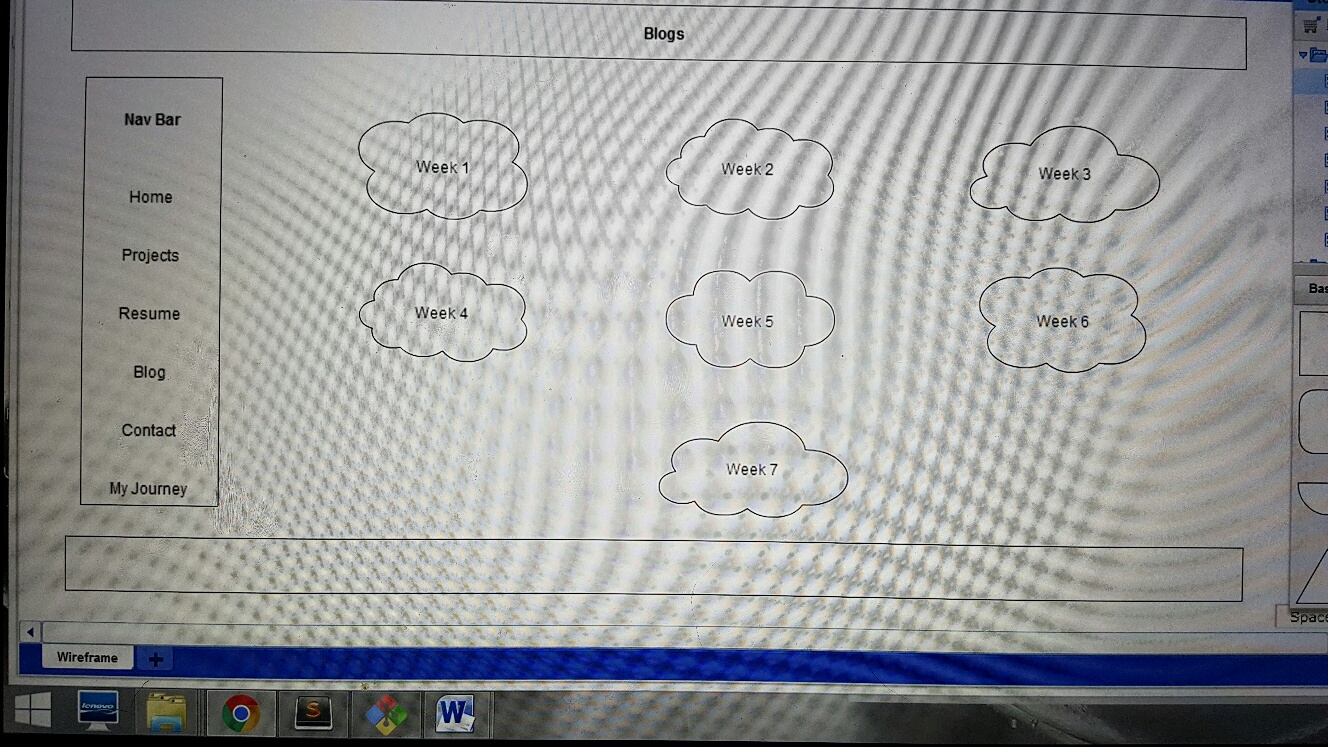 Blogs
Nav Bar
Home
Projects
Resume
Blog
Contact
My Journey
Week 1
Week 2
Week 3
Week 4
Week 5
Week 6
Week 7
Bas
Space
Wireframe
+
lenovo
S
W